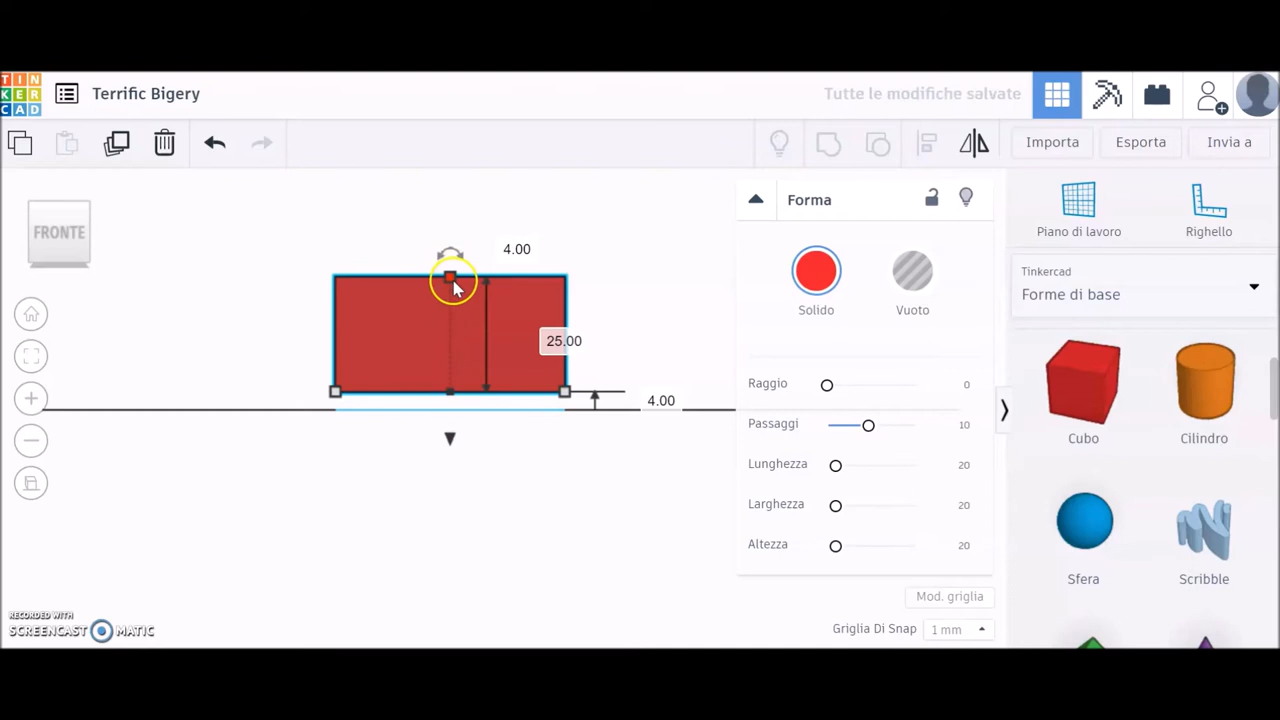 TIN
KER
CAD
Terrific Bigery
Tutte le modifiche salvate
Importa
Esporta
Invia a
FRONTE
4.00
25.00
4.00
Forma
Solido
Vuoto
Raggio 0
Passaggi 10
Lunghezza 20
Larghezza 20
Altezza 20
Mod. griglia
Griglia Di Snap 1 mm
Piano di lavoro
Righello
Tinkercad
Forme di base
Cubo
Cilindro
Sfera
Scribble
RECORDED WITH
SCREENCAST MATIC